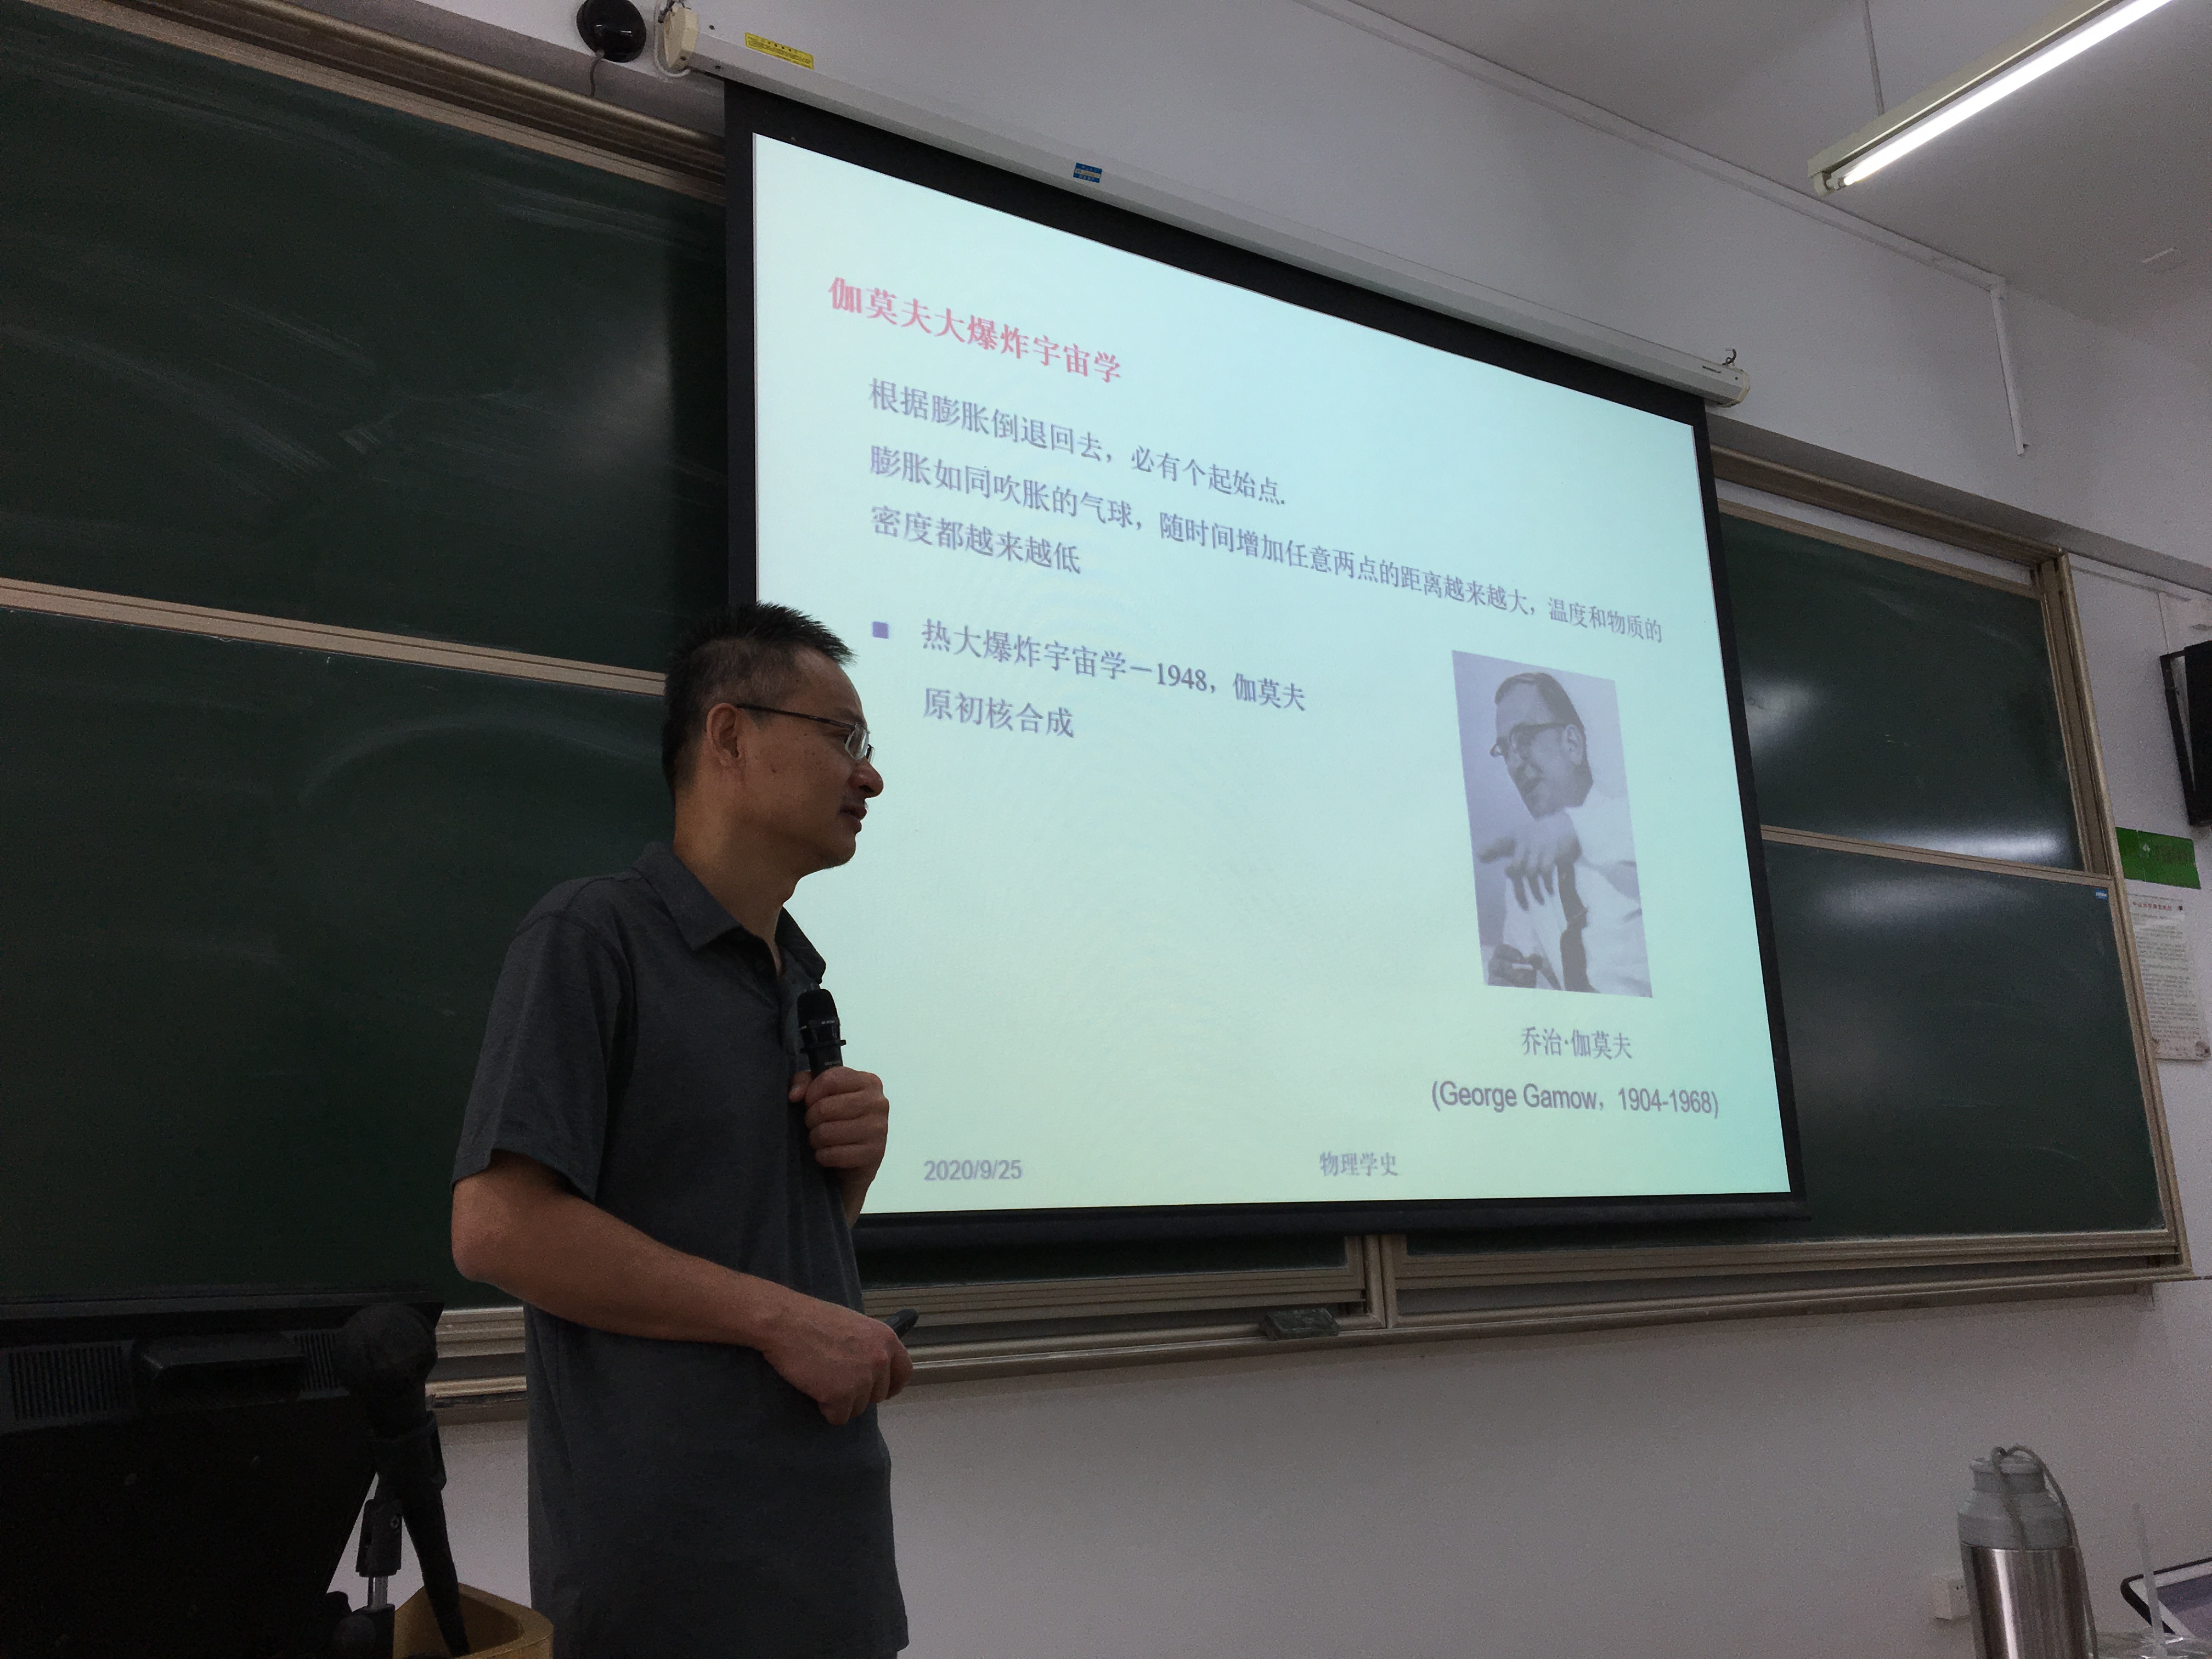 伽莫夫大爆炸宇宙学
根据膨胀倒退回去，必有个起始点.
膨胀如同吹胀的气球，随时间增加任意两点的距离越来越大，温度和物质的
密度都越来越低
■ 热大爆炸宇宙学－1948，伽莫夫
原初核合成
乔治·伽莫夫
(George Gamow，1904-1968)
2020/9/25
物理学史